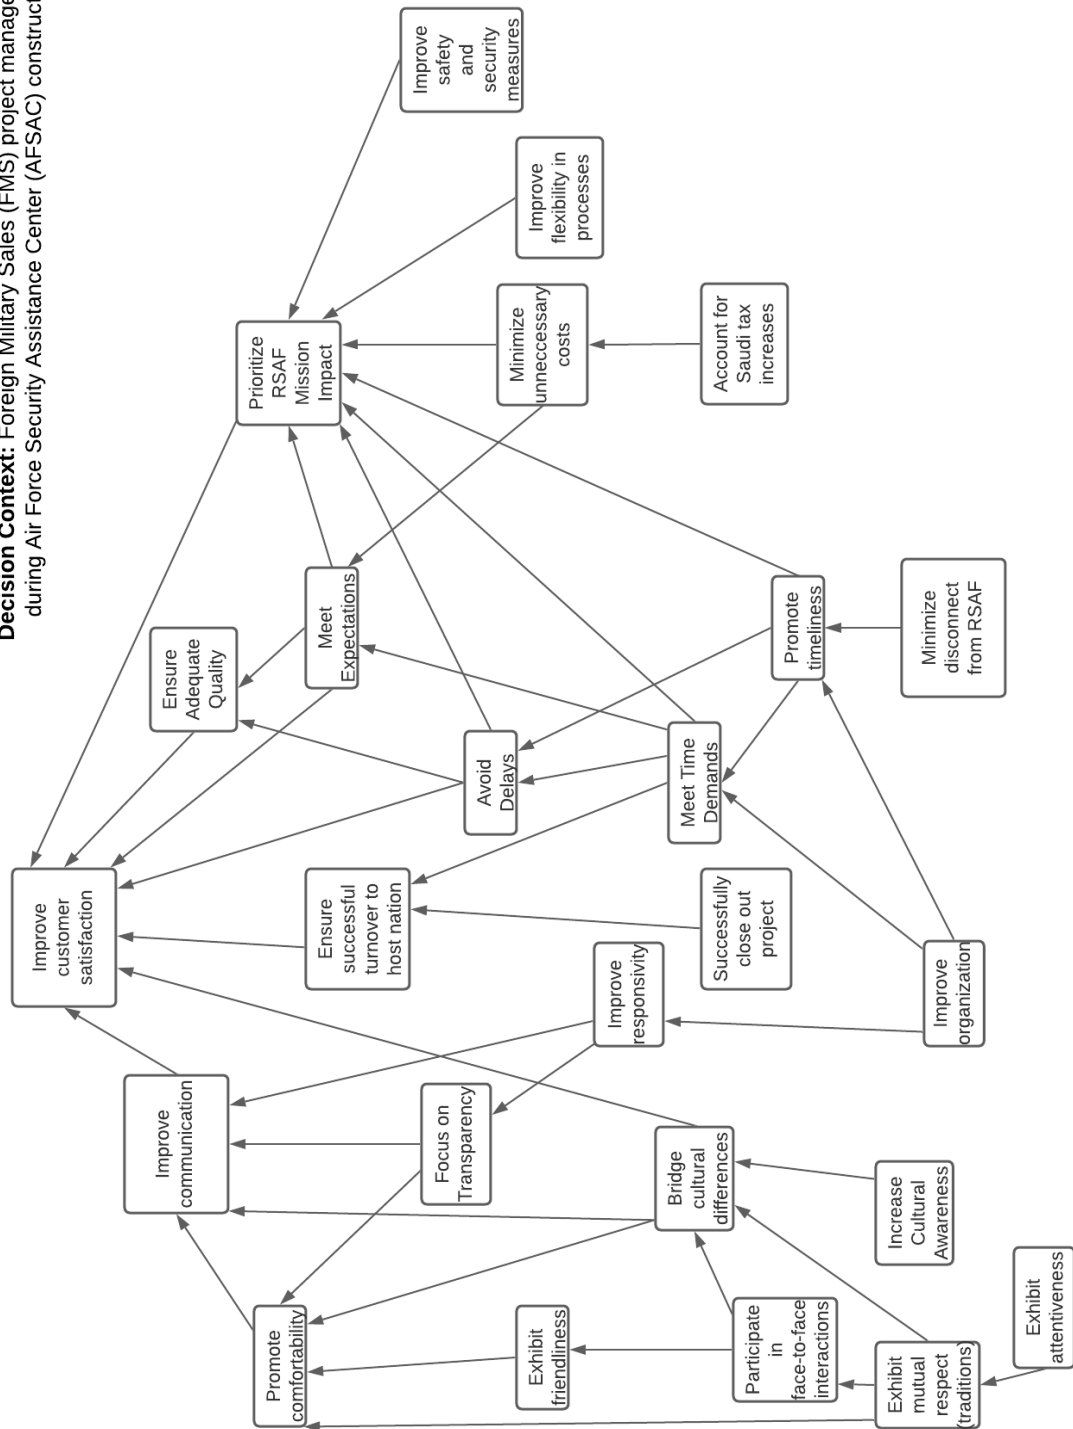 Decision Context: Foreign Military Sales (FMS) project manage
during Air Force Security Assistance Center (AFSAC) construct
Improve
customer
satisfaction
Improve
communication
Ensure
Adequate
Quality
Prioritize
RSAF
Mission
Impact
Promote
comfortability
Ensure
successful
turnover to
host nation
Meet
Expectations
Improve
safety
and
security
measures
Focus on
Transparency
Avoid
Delays
Minimize
unneccessary
costs
Exhibit
friendliness
Improve
flexibility in
processes
Improve
responsivity
Bridge
cultural
differences
Meet Time
Demands
Successfully
close out
project
Account for
Saudi tax
increases
Participate
in
face-to-face
interactions
Promote
timeliness
Exhibit
mutual
respect
(traditions)
Increase
Cultural
Awareness
Improve
organization
Minimize
disconnect
from RSAF
Exhibit
attentiveness